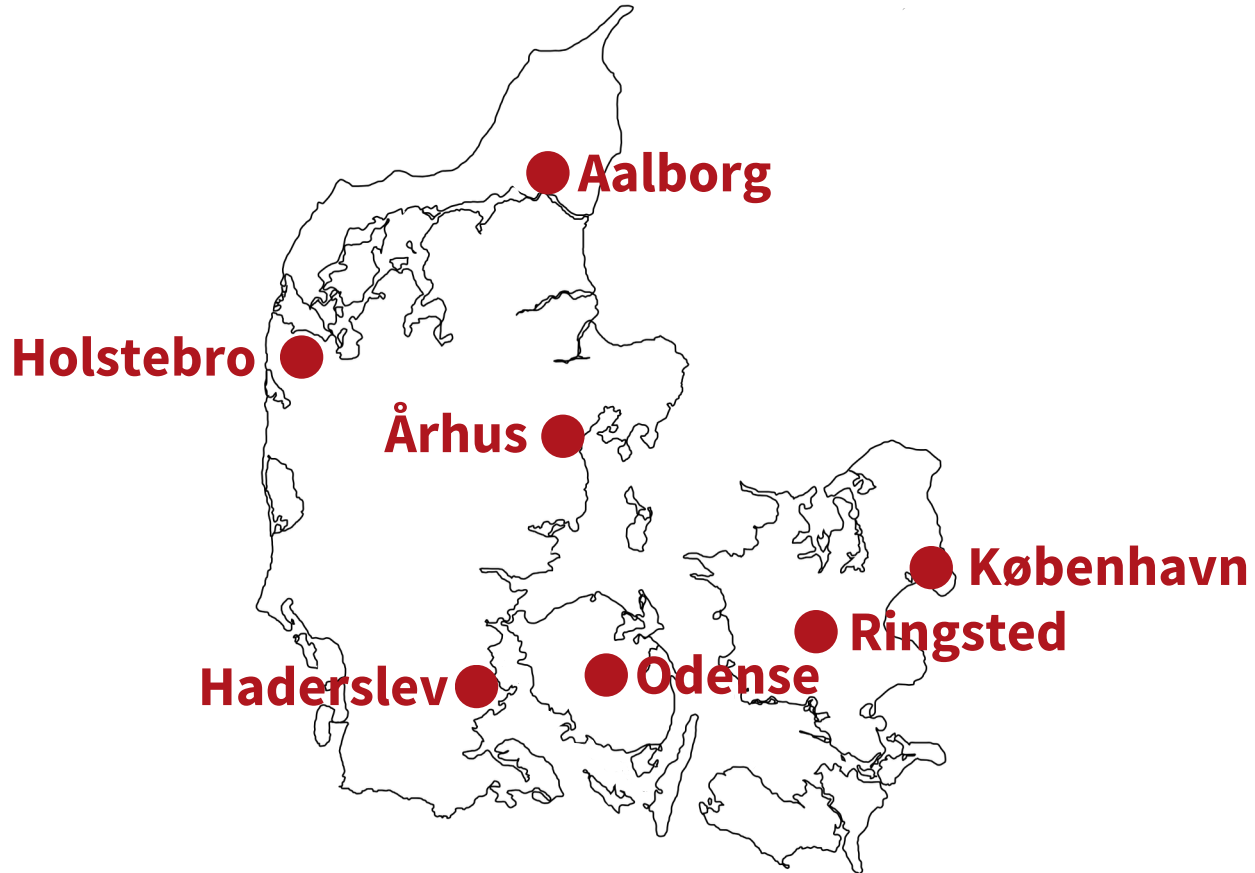 Aalborg
Holstebro
Århus
København
Ringsted
Odense
Haderslev